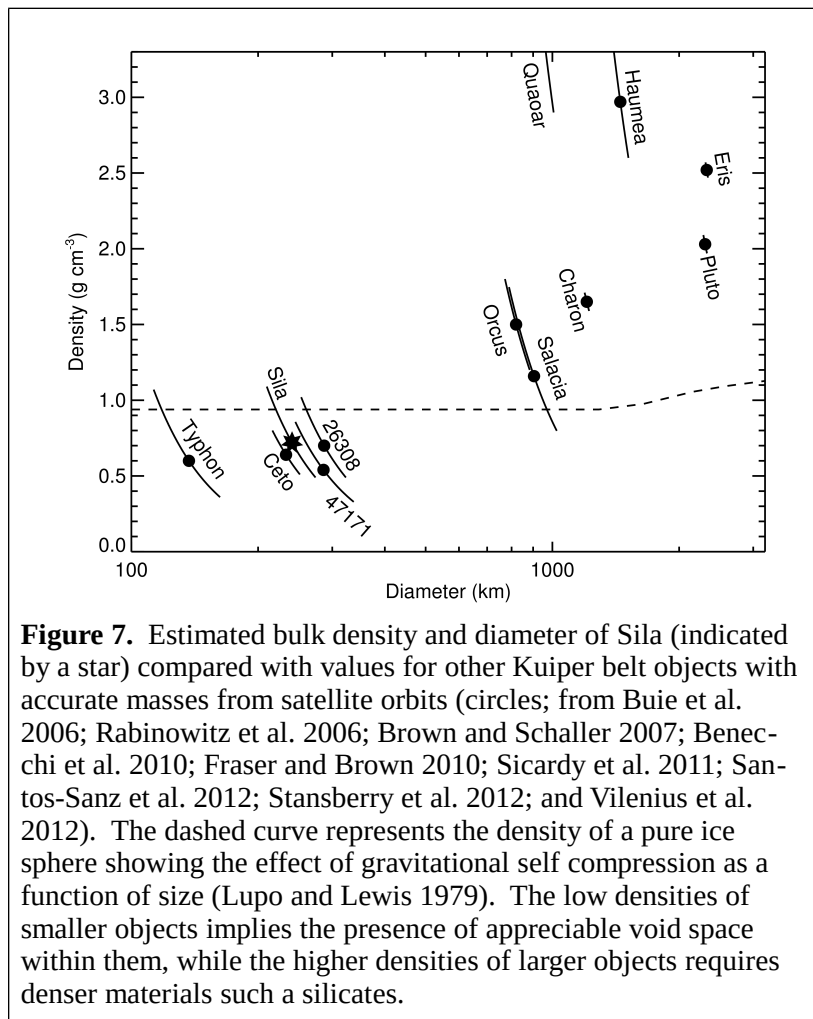 3.0
2.5
2.0
1.5
1.0
0.5
0.0
Density (g cm-3)
Quaoar
Haumea
Eris
Pluto
Charon
Orcus
Salacia
Sila
26308
Typhon
Ceto
47171
100
1000
Diameter (km)
Figure 7. Estimated bulk density and diameter of Sila (indicated
by a star) compared with values for other Kuiper belt objects with
accurate masses from satellite orbits (circles; from Buie et al.
2006; Rabinowitz et al. 2006; Brown and Schaller 2007; Benec-
chi et al. 2010; Fraser and Brown 2010; Sicardy et al. 2011; San-
tos-Sanz et al. 2012; Stansberry et al. 2012; and Vilenius et al.
2012). The dashed curve represents the density of a pure ice
sphere showing the effect of gravitational self compression as a
function of size (Lupo and Lewis 1979). The low densities of
smaller objects implies the presence of appreciable void space
within them, while the higher densities of larger objects requires
denser materials such a silicates.